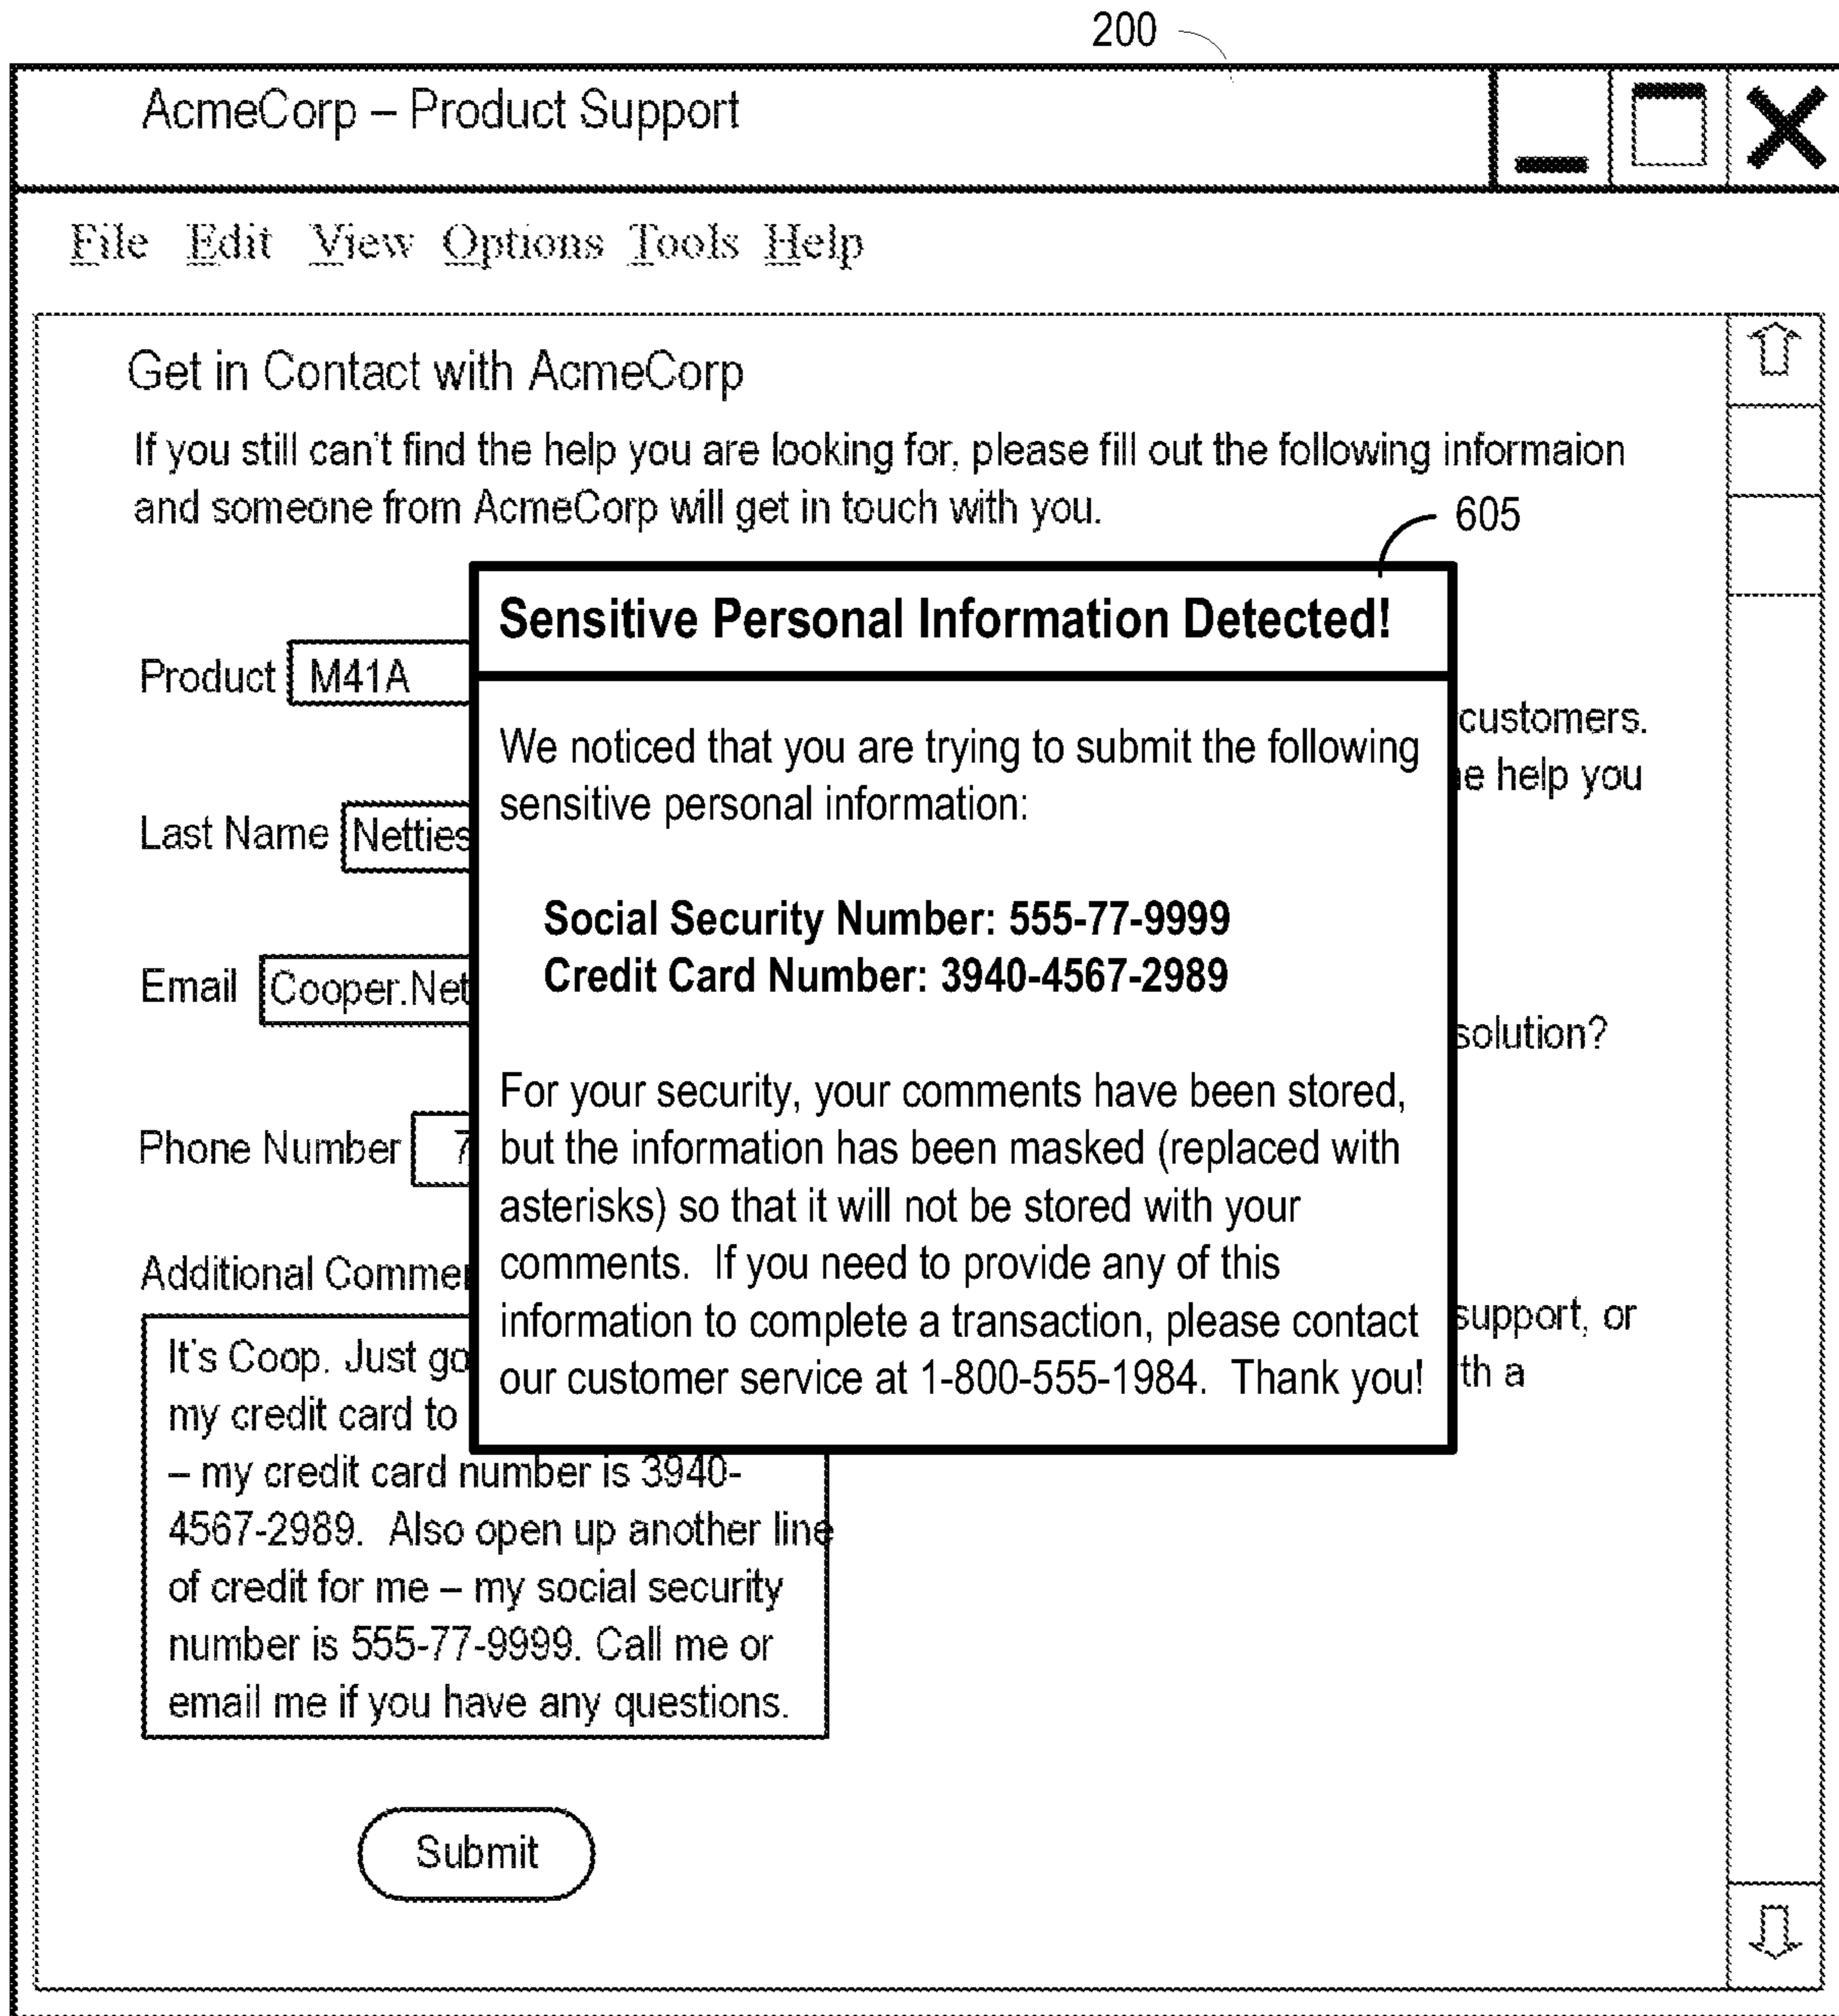 200
AcmeCorp – Product Support
File Edit View Options Tools Help
Get in Contact with AcmeCorp
If you still can't find the help you are looking for, please fill out the following informaion
and someone from AcmeCorp will get in touch with you.
605
Sensitive Personal Information Detected!
Product M41A
customers.
We noticed that you are trying to submit the following
help you
sensitive personal information:
Last Name Netties
Social Security Number: 555-77-9999
Credit Card Number: 3940-4567-2989
Email Cooper.Net
solution?
For your security, your comments have been stored,
but the information has been masked (replaced with
asterisks) so that it will not be stored with your
comments. If you need to provide any of this
information to complete a transaction, please contact
our customer service at 1-800-555-1984. Thank you!
Phone Number 7
Additional Commen
support, or
th a
It's Coop. Just go
my credit card to
– my credit card number is 3940-
4567-2989. Also open up another line
of credit for me – my social security
number is 555-77-9999. Call me or
email me if you have any questions.
Submit